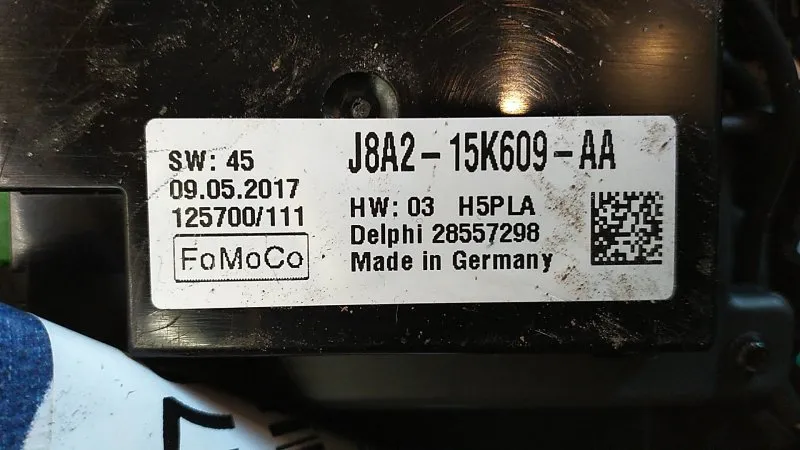 SW: 45
09.05.2017
125700/111
FoMoCo
J8A2-15K609-AA
HW: 03 H5PLA
Delphi 28557298
Made in Germany